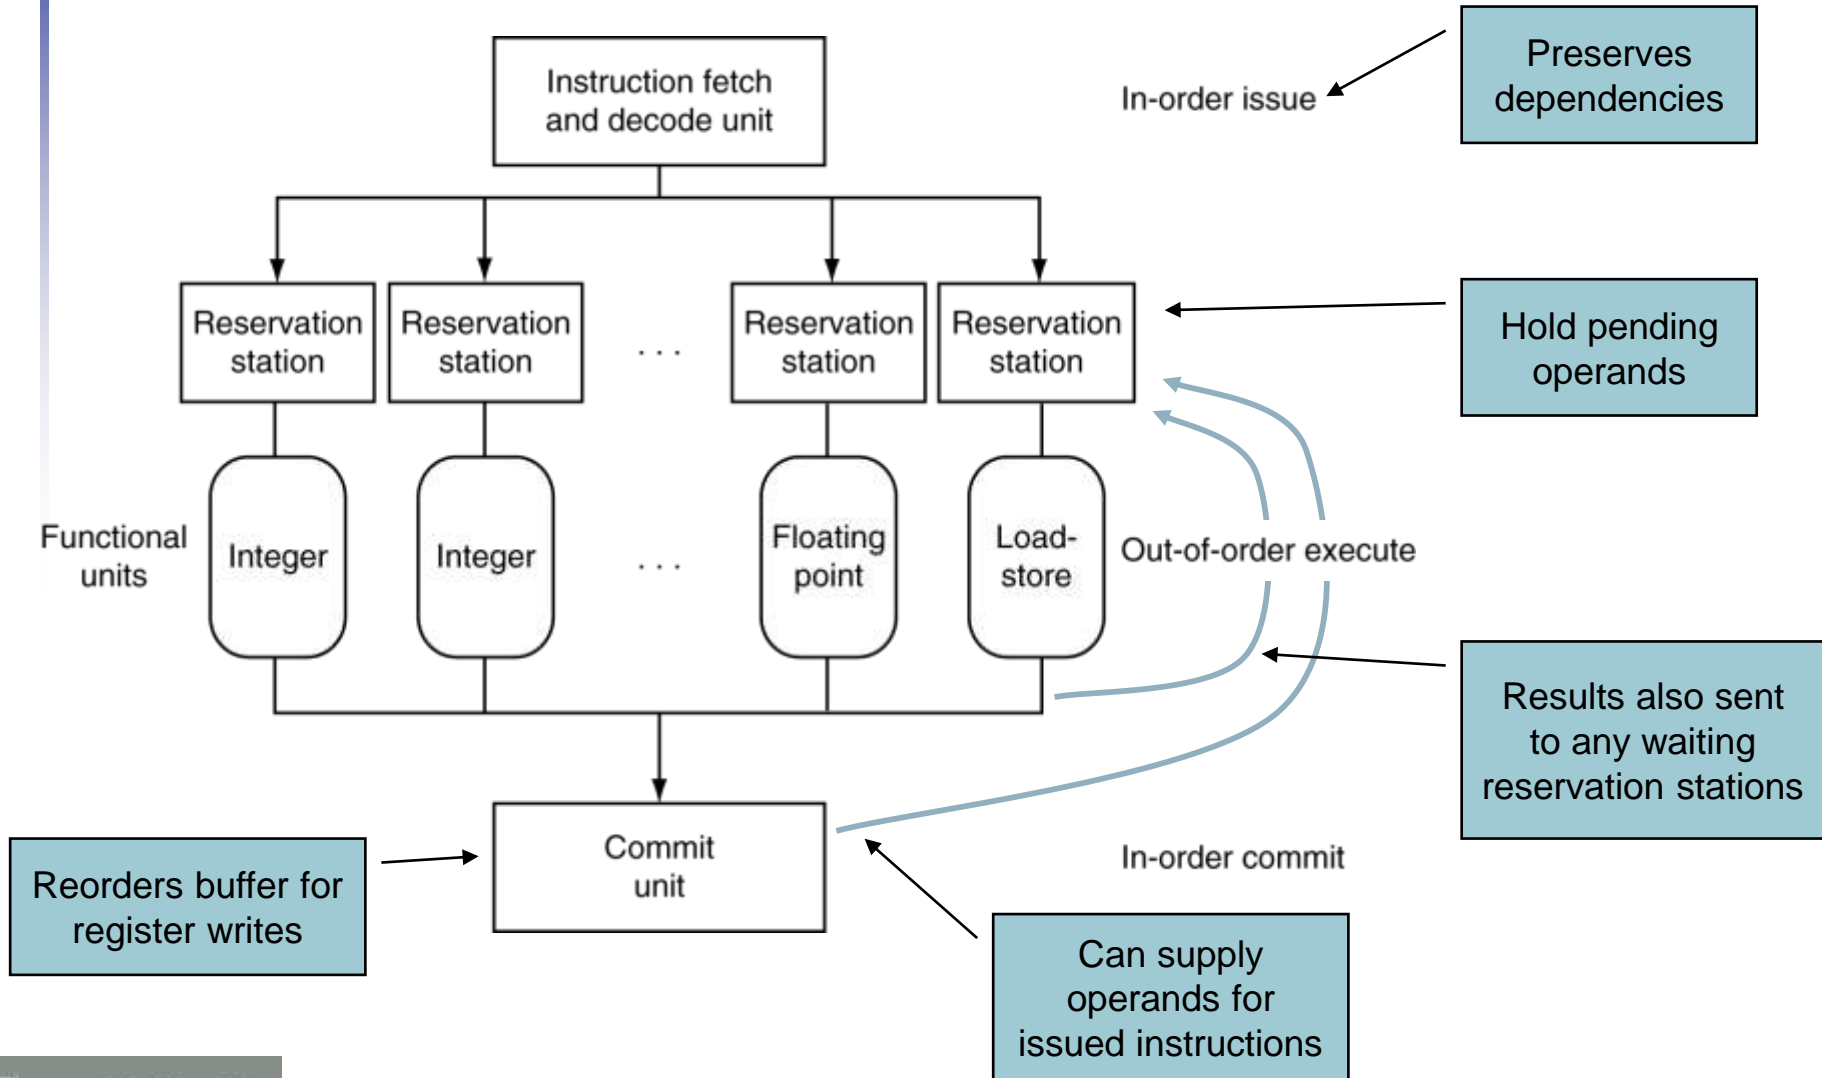 Instruction fetch
and decode unit
In-order issue
Preserves
dependencies
Reservation
station
Reservation
station
. . .
Reservation
station
Reservation
station
Hold pending
operands
Functional
units
Integer
Integer
. . .
Floating
point
Load-
store
Out-of-order execute
Results also sent
to any waiting
reservation stations
Commit
unit
In-order commit
Reorders buffer for
register writes
Can supply
operands for
issued instructions